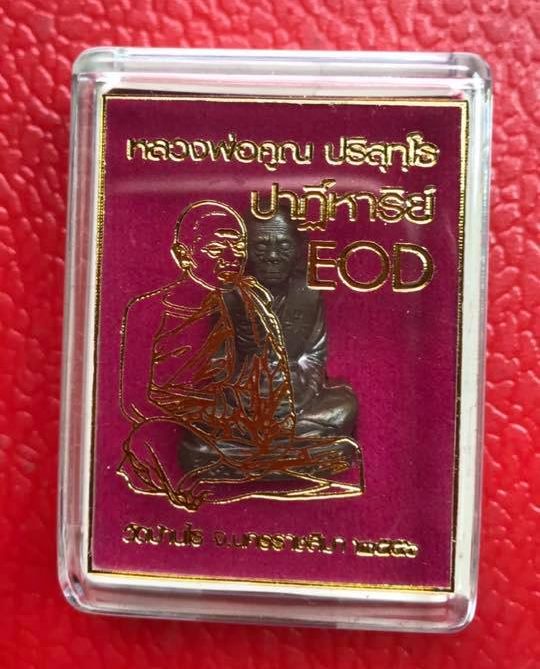 หลวงพ่อคูณ ปริสุทฺโธ
ปาฏิหาริย์
EOD
วัดบ้านไร่ จ.นครราชสีมา ๒๕๕๖